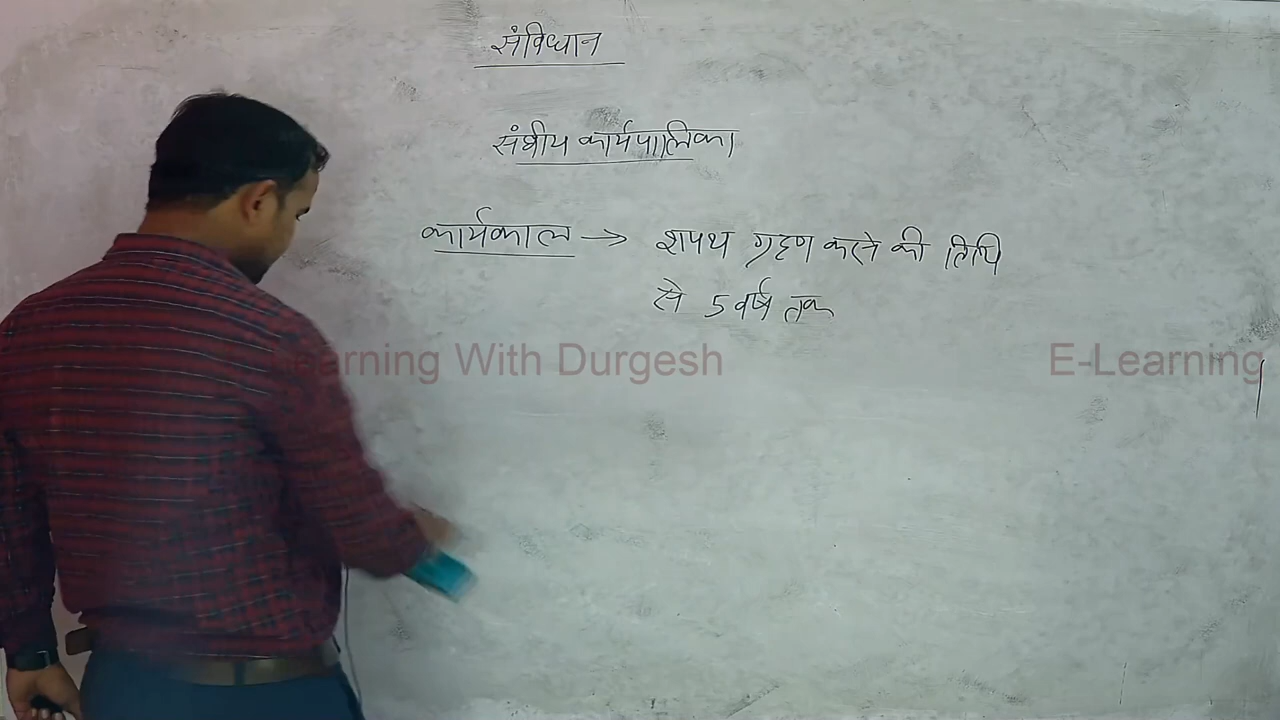 संविधान
संघीय कार्यपालिका
कार्यकाल → शपथ ग्रहण करने की तिथि
से 5 वर्ष तक
Learning With Durgesh
E-Learning